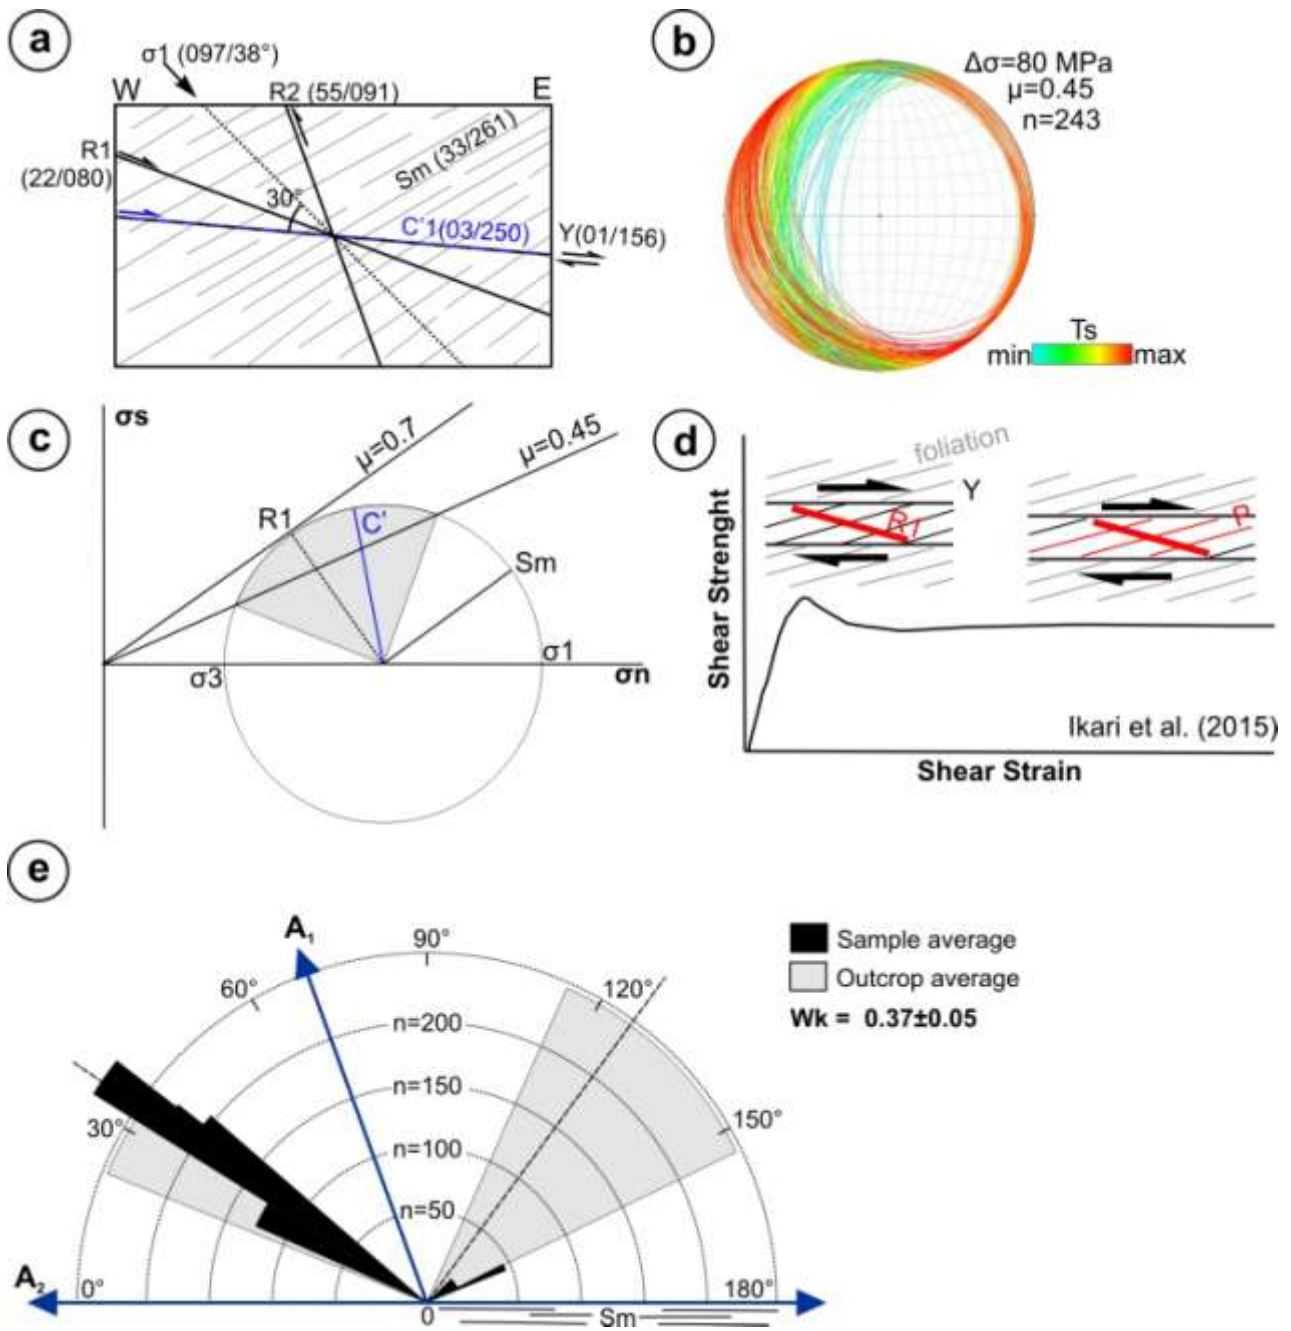 a
σ1 (097/38°)
W
R2 (55/091)
E
R1
(22/080)
Sm (33/261)
30°
C'1(03/250)
Y(01/156)
b
Δσ=80 MPa
μ=0.45
n=243
Ts
min
max
c
σs
μ=0.7
μ=0.45
R1
C'
Sm
σ3
σ1
σn
d
foliation
Y
R1
P
Shear Strenght
Ikari et al. (2015)
Shear Strain
e
A1
90°
60°
120°
30°
150°
n=200
n=150
n=100
n=50
A2
0°
180°
0
Sm
Sample average
Outcrop average
Wk = 0.37±0.05